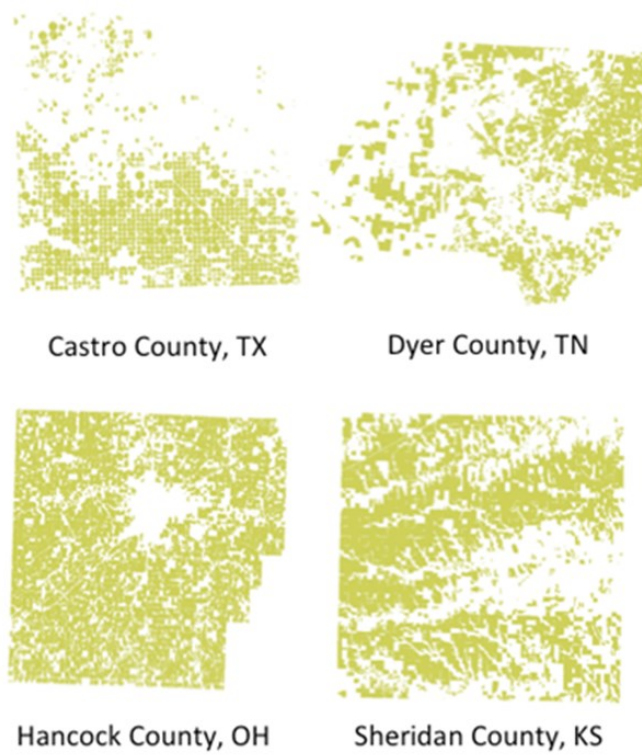 Castro County, TX
Dyer County, TN
Hancock County, OH
Sheridan County, KS